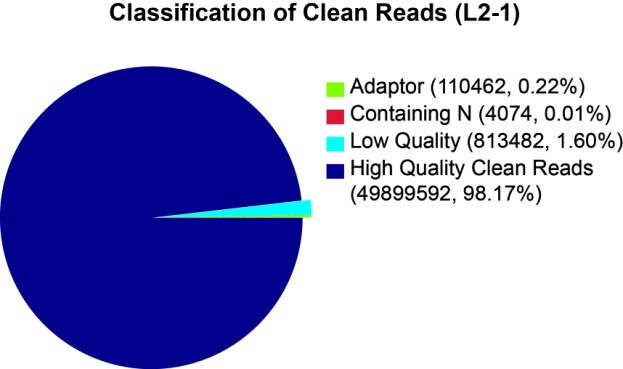 Classification of Clean Reads (L2-1)
Adaptor (110462, 0.22%)
Containing N (4074, 0.01%)
Low Quality (813482, 1.60%)
High Quality Clean Reads
(49899592, 98.17%)